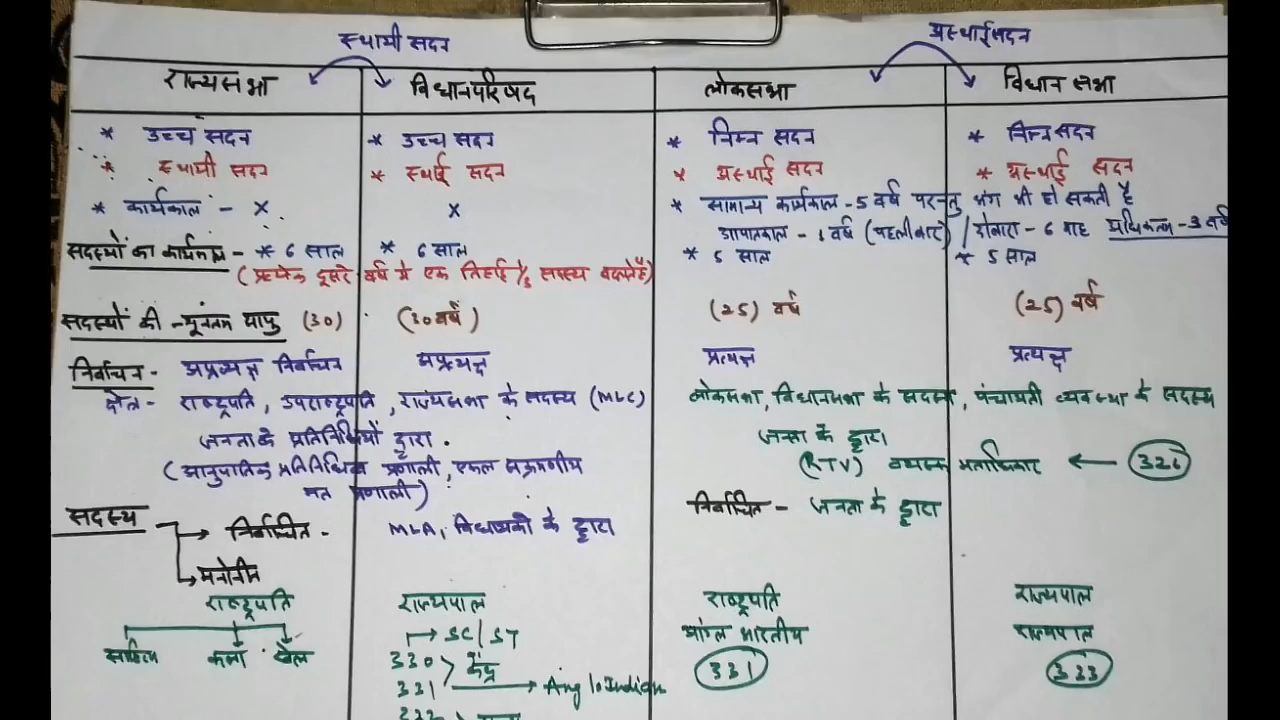 स्थायी सदन
अस्थाई सदन
राज्यसभा विधानपरिषद लोकसभा विधान सभा
* उच्च सदन * उच्च सदन * निम्न सदन * निम्न सदन
* स्थायी सदन * स्थाई सदन * अस्थाई सदन * अस्थाई सदन
* कार्यकाल - x x * सामान्य कार्यकाल - 5 वर्ष परन्तु भंग भी हो सकती है
आपातकाल - 1 वर्ष (पहली बार) / दोबारा - 6 माह अधिकतम - 3 वर्ष
सदस्यों का कार्यकाल - * 6 साल * 6 साल * 5 साल * 5 साल
(प्रत्येक दूसरे वर्ष मे एक तिहाई 1/3 सदस्य बदलते हैं)
सदस्यों की न्यूनतम आयु (30) (30 वर्ष) (25) वर्ष (25) वर्ष
निर्वाचन - अप्रत्यक्ष निर्वाचन अप्रत्यक्ष प्रत्यक्ष प्रत्यक्ष
राष्ट्रपति, उपराष्ट्रपति, राज्यसभा के सदस्य (MLC) लोकसभा, विधानसभा के सदस्य, पंचायती व्यवस्था के सदस्य
जनता के प्रतिनिधियों द्वारा. जनता के द्वारा
(आनुपातिक प्रतिनिधित्व प्रणाली, एकल संक्रमणीय (RTV) वयस्क मताधिकार ← 326
मत प्रणाली)
सदस्य → निर्वाचित - MLA, विधायको के द्वारा निर्वाचित - जनता के द्वारा
→ मनोनीत
राष्ट्रपति राज्यपाल राष्ट्रपति राज्यपाल
→ SC/ST आंग्ल भारतीय राज्यपाल
साहित्य कला खेल 330 > केंद्र 331 333
331 → Anglo Indian